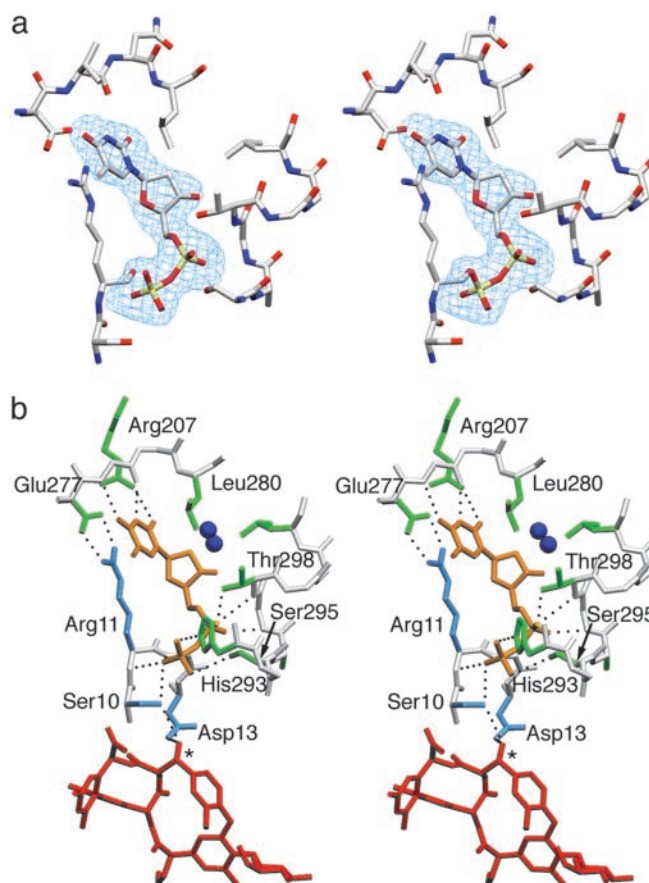 a
b
Arg207 Arg207
Glu277 Leu280 Glu277 Leu280
Thr298 Thr298
Ser295 Ser295
Arg11 Arg11
His293 His293
Ser10 Ser10
Asp13 Asp13
* *